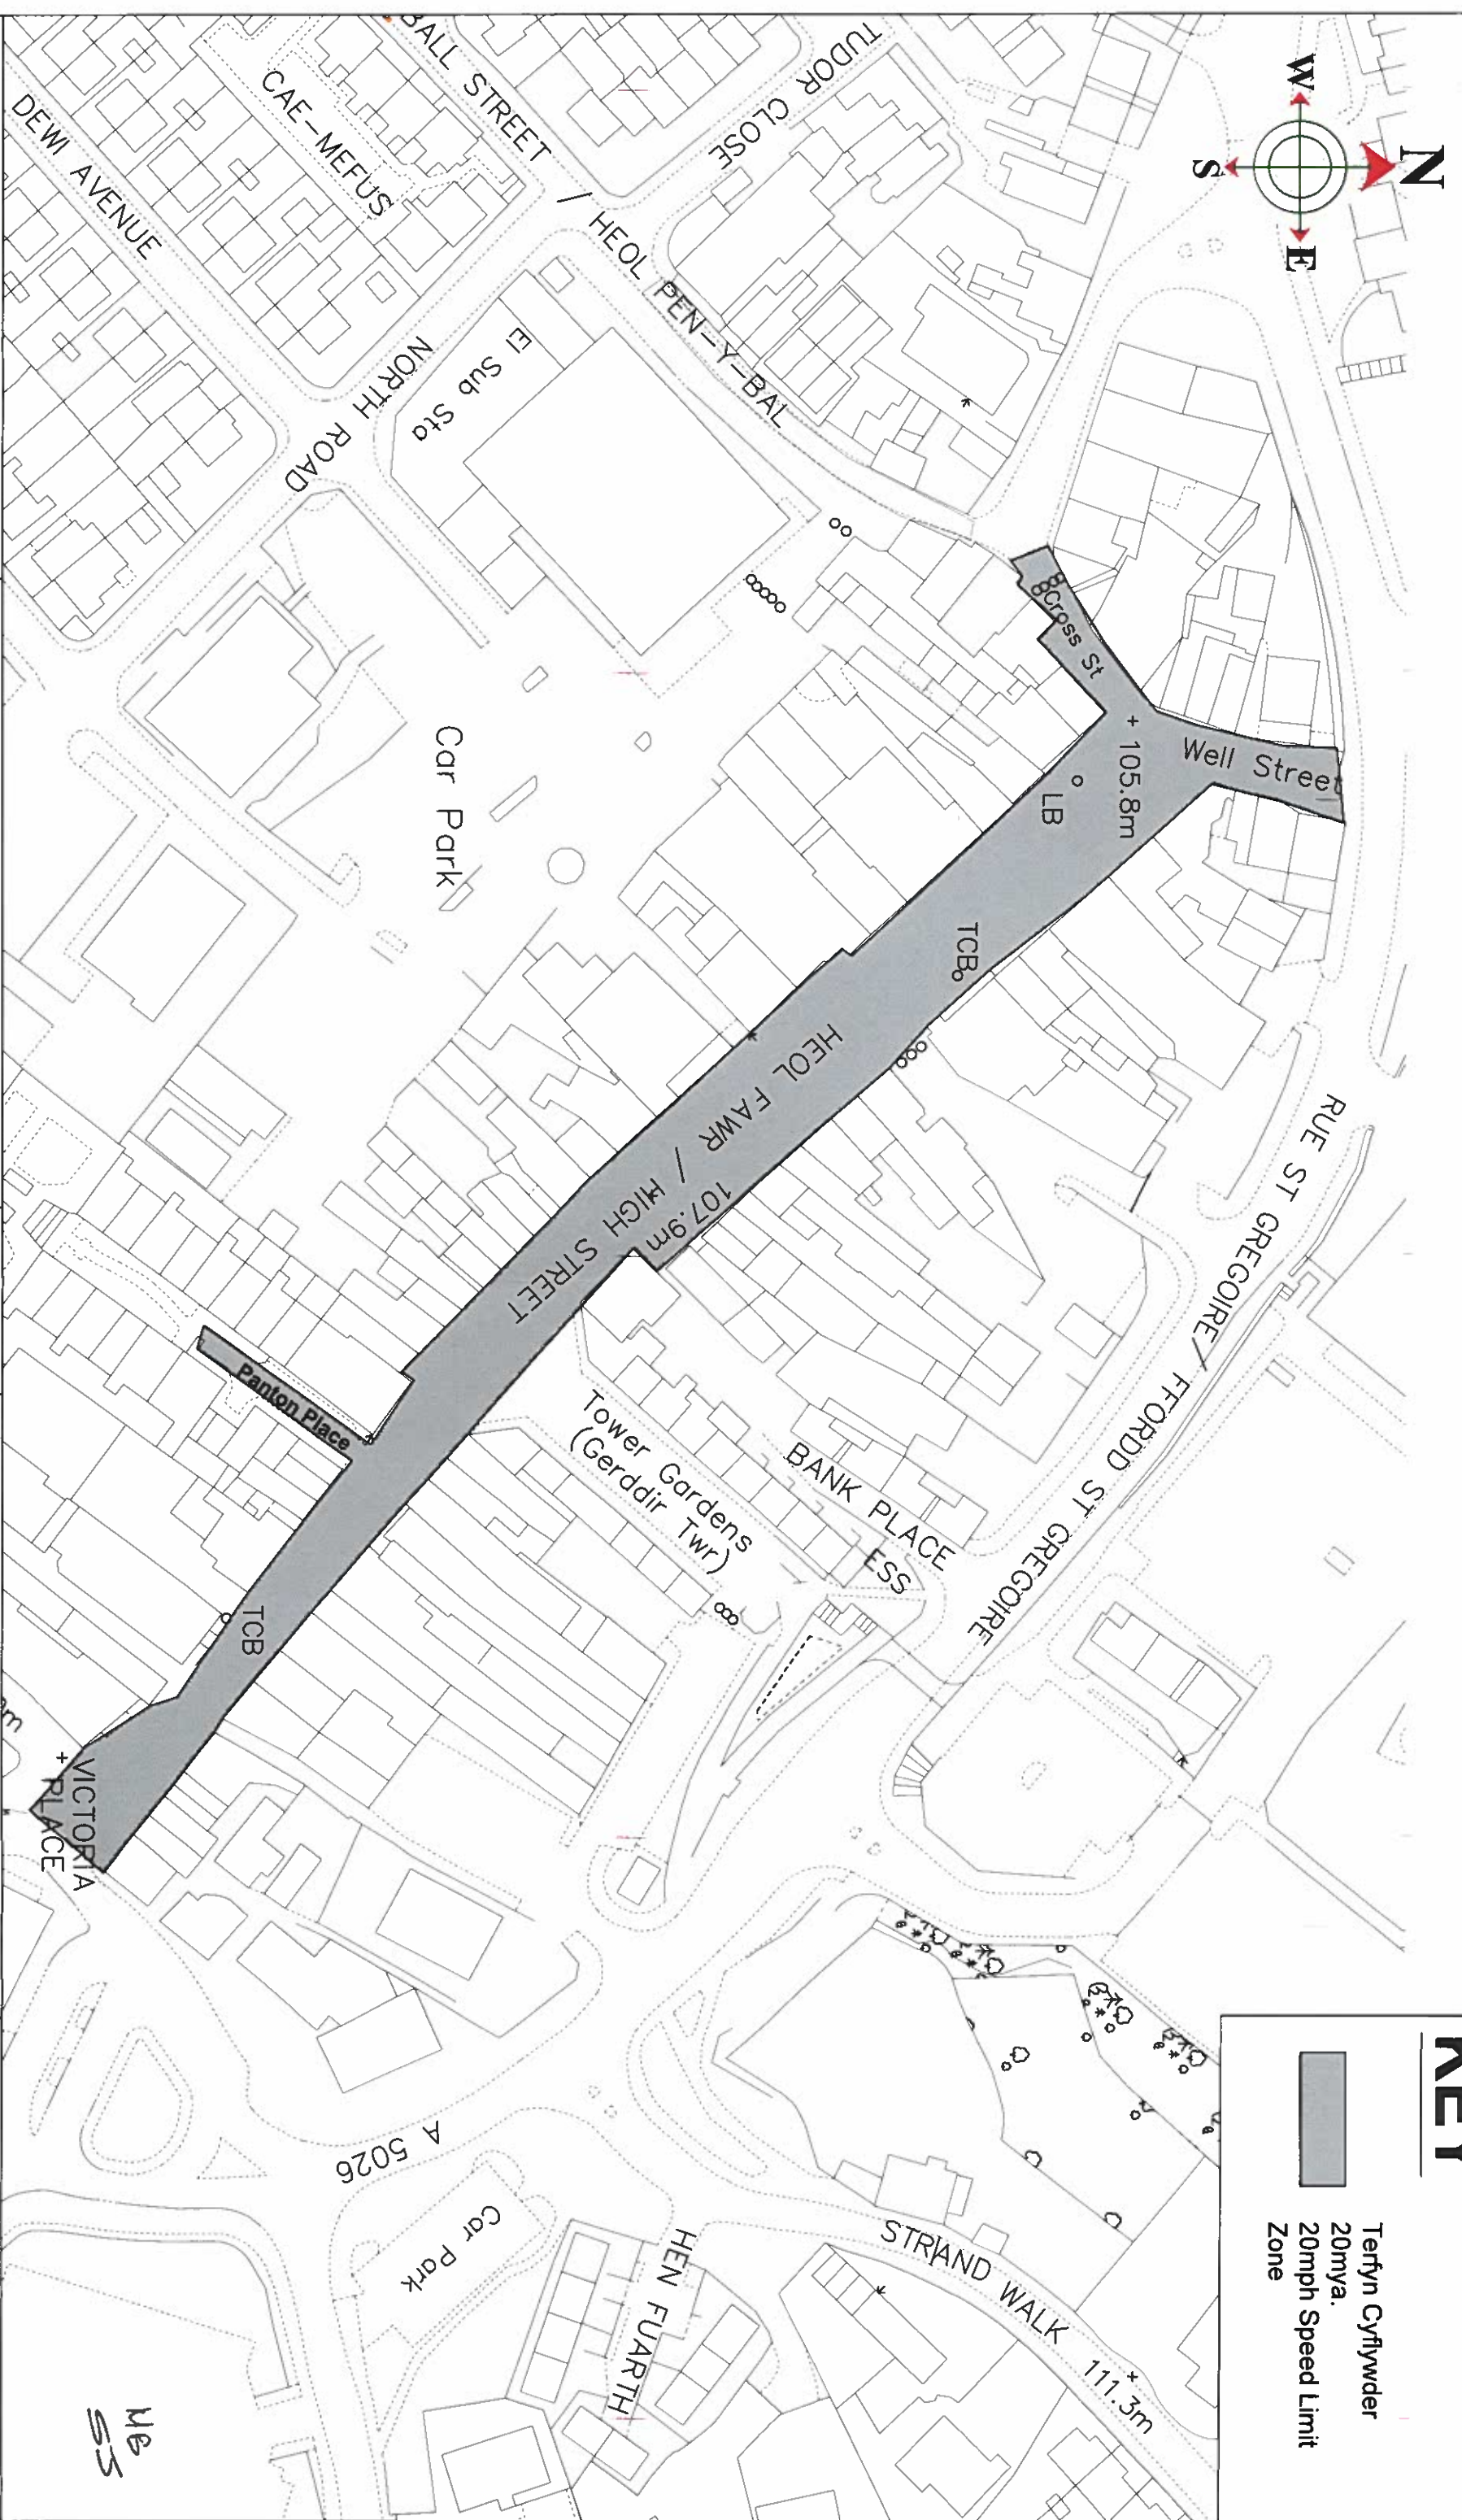 N
W
E
S
KEY
Terfyn Cyflywder
20mya.
20mph Speed Limit
Zone
TUDOR CLOSE
BALL STREET / HEOL PEN-Y-BAL
CAE-MEFUS
DEWI AVENUE
NORTH ROAD
El Sub Sta
Cross St
Well Street
105.8m
LB
TCB
Car Park
HEOL FAWR / HIGH STREET
107.9m
RUE ST GREGOIRE/ FFORDD ST GREGOIRE
BANK PLACE
ESS
Tower Gardens
(Gerddir Twr)
Panton Place
TCB
VICTORIA
PLACE
m
A 5026
Car Park
HEN FUARTH
STRAND WALK
111.3m